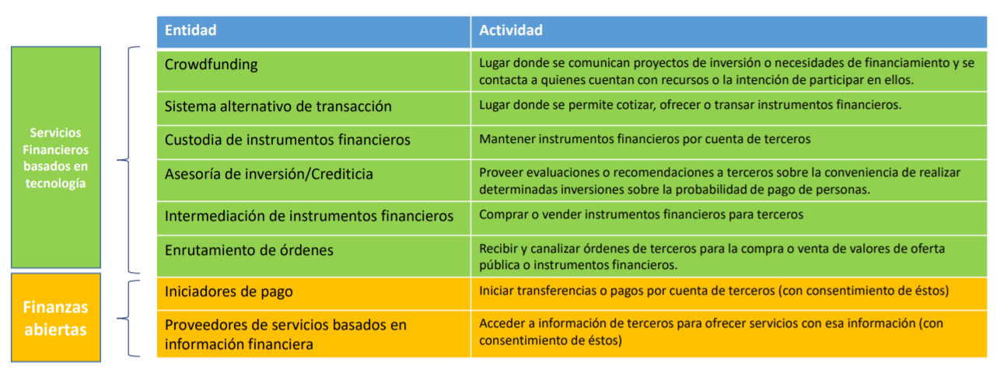 Entidad
Actividad
Servicios
Financieros
basados en
tecnología
Crowdfunding
Lugar donde se comunican proyectos de inversión o necesidades de financiamiento y se
contacta a quienes cuentan con recursos o la intención de participar en ellos.
Sistema alternativo de transacción
Lugar donde se permite cotizar, ofrecer o transar instrumentos financieros.
Custodia de instrumentos financieros
Mantener instrumentos financieros por cuenta de terceros
Asesoría de inversión/Crediticia
Proveer evaluaciones o recomendaciones a terceros sobre la conveniencia de realizar
determinadas inversiones sobre la probabilidad de pago de personas.
Intermediación de instrumentos financieros
Comprar o vender instrumentos financieros para terceros
Enrutamiento de órdenes
Recibir y canalizar órdenes de terceros para la compra o venta de valores de oferta
pública o instrumentos financieros.
Finanzas
abiertas
Iniciadores de pago
Iniciar transferencias o pagos por cuenta de terceros (con consentimiento de éstos)
Proveedores de servicios basados en
información financiera
Acceder a información de terceros para ofrecer servicios con esa información (con
consentimiento de éstos)